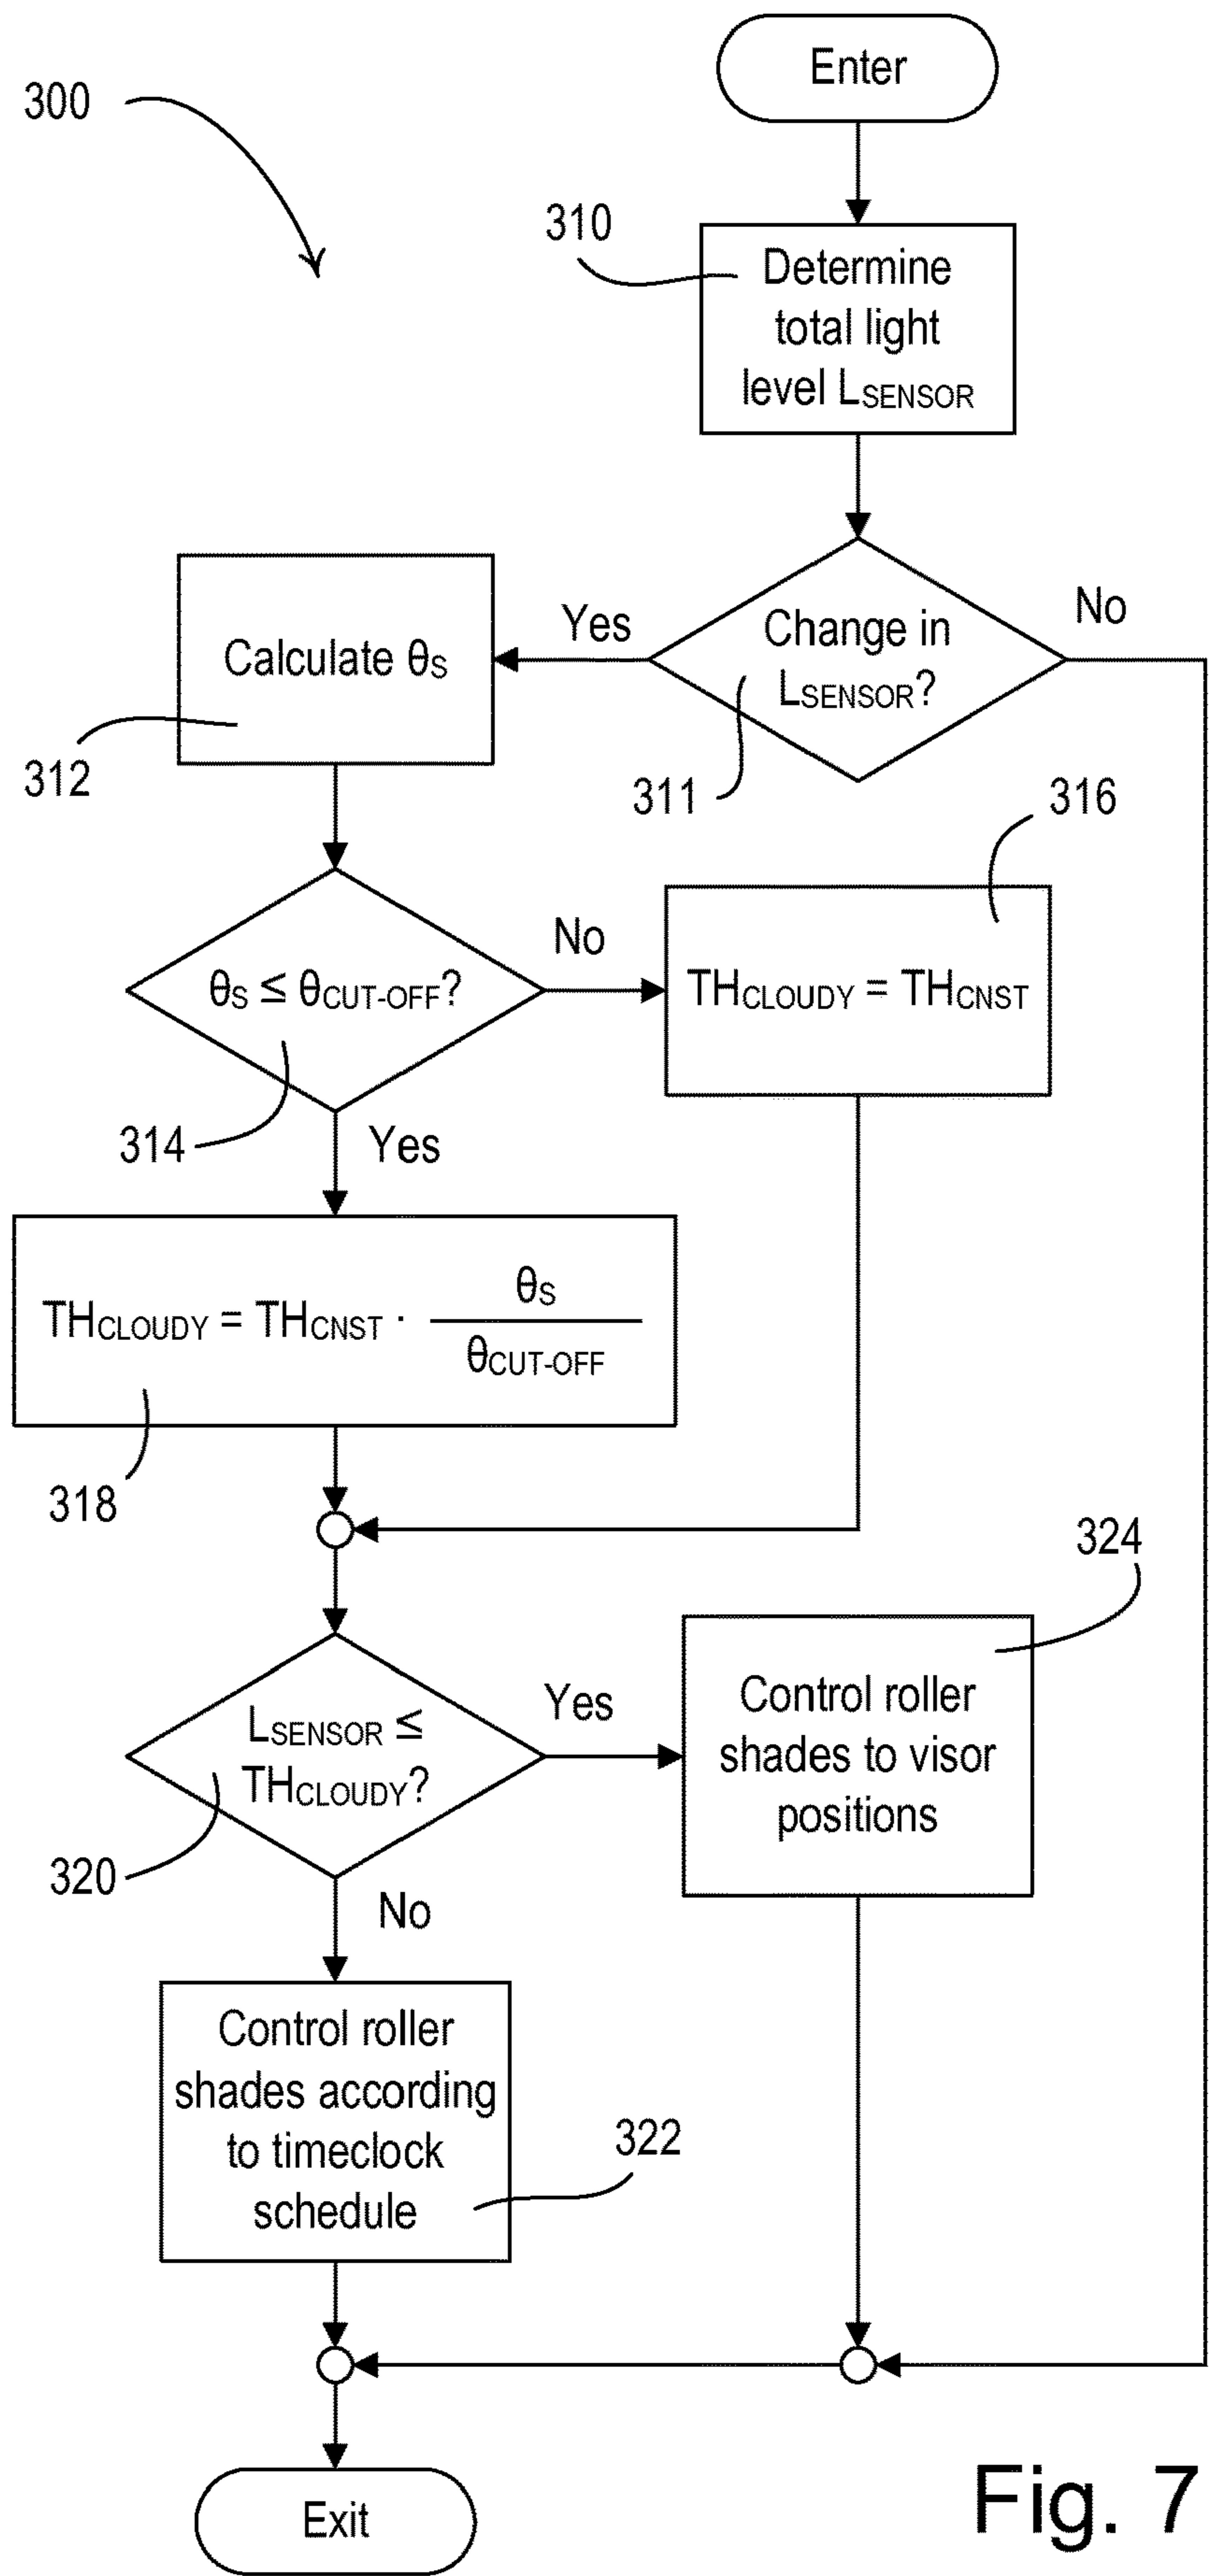 300
Enter
310
Determine
total light
level LSENSOR
Change in
LSENSOR?
Yes
No
311
Calculate θS
312
316
θS ≤ θCUT-OFF?
No
THCLOUDY = THCNST
314
Yes
THCLOUDY = THCNST · θS
θCUT-OFF
318
324
LSENSOR ≤
THCLOUDY?
Yes
Control roller
shades to visor
positions
320
No
Control roller
shades according
to timeclock
schedule
322
Exit
Fig. 7